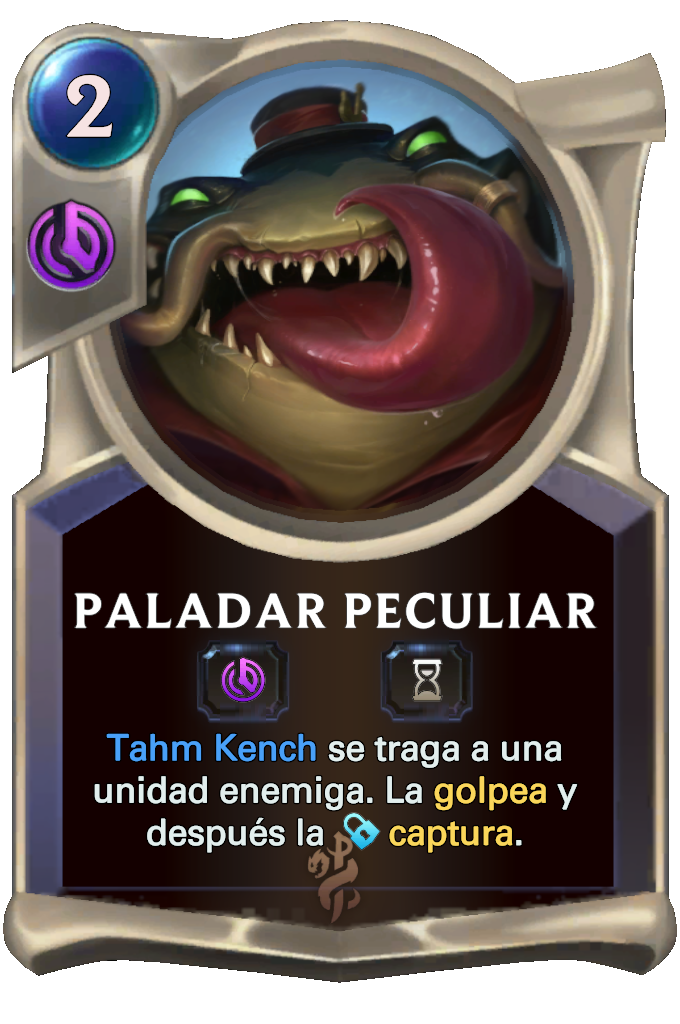 2
PALADAR PECULIAR
Tahm Kench se traga a una
unidad enemiga. La golpea y
después la captura.